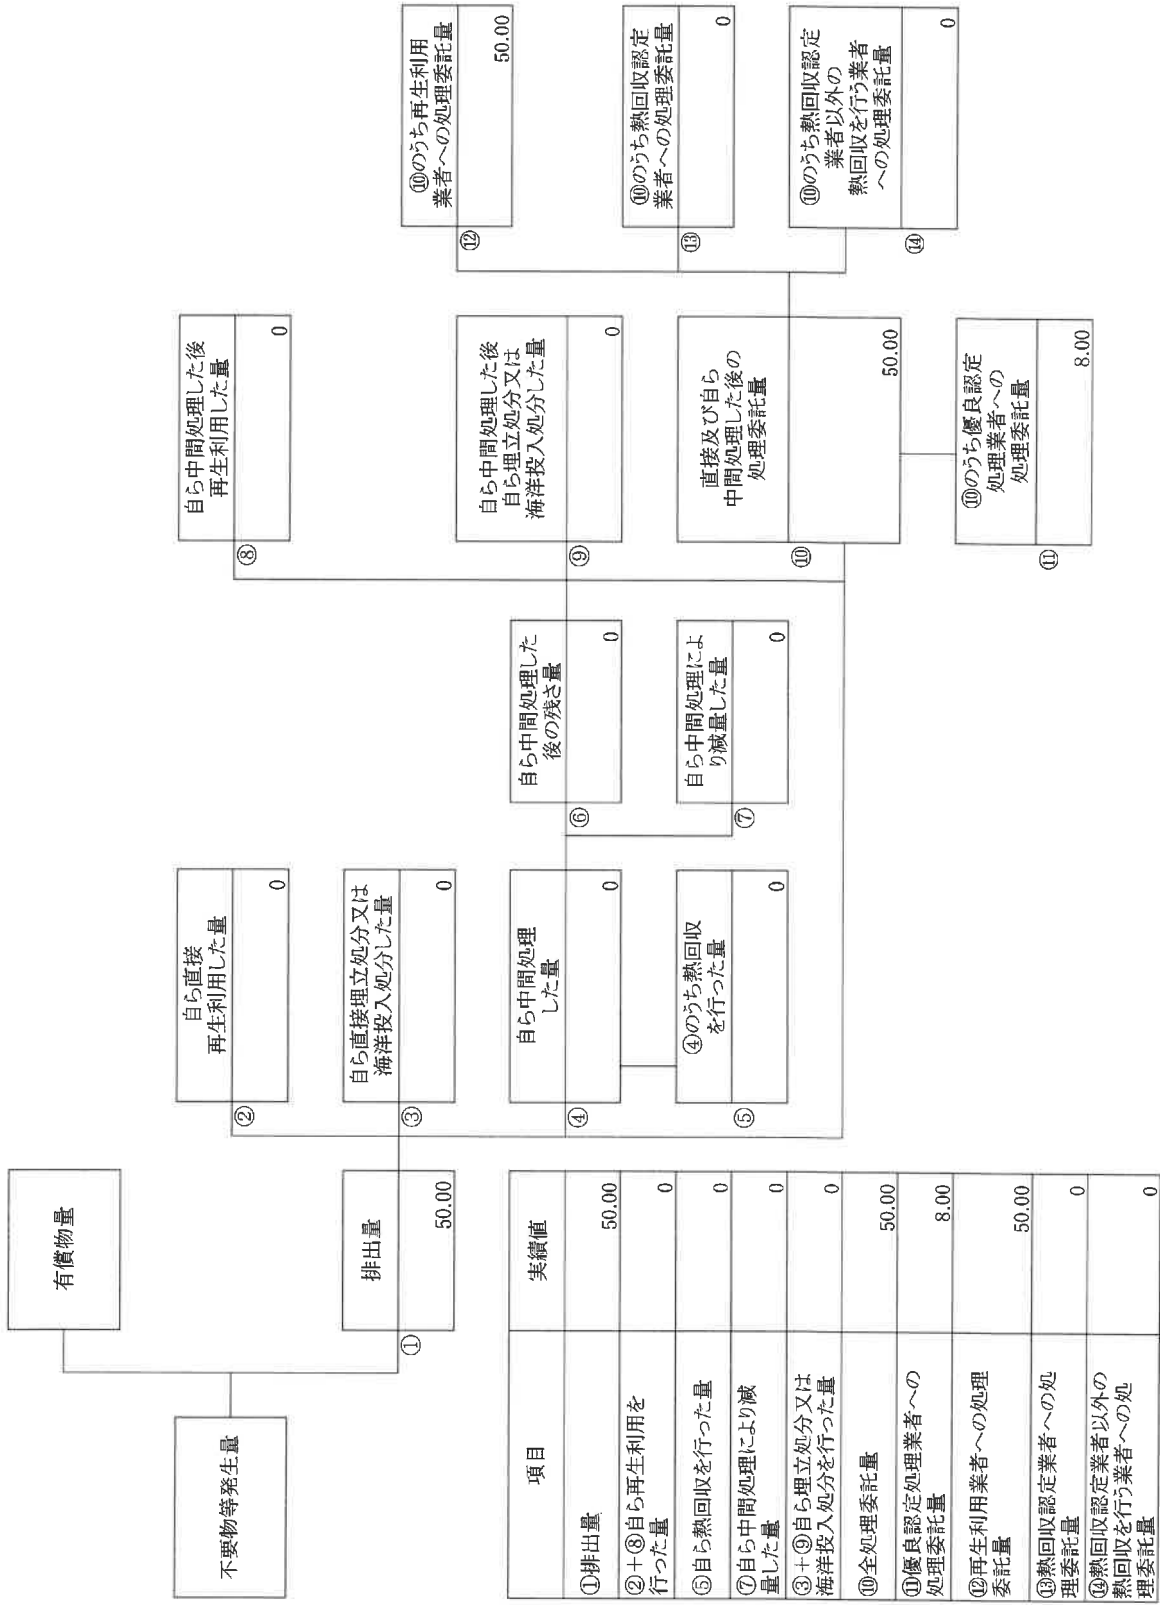 不要物等発生量
有償物量
①
排出量
50.00
②
自ら直接
再生利用した量
0
③
自ら直接埋立処分又は
海洋投入処分した量
0
④
自ら中間処理
した量
0
⑤
④のうち熱回収
を行った量
0
⑥
自ら中間処理した
後の残さ量
0
⑦
自ら中間処理によ
り減量した量
0
⑧
自ら中間処理した後
再生利用した量
0
⑨
自ら中間処理した後
自ら埋立処分又は
海洋投入処分した量
0
⑩
直接及び自ら
中間処理した後の
処理委託量
50.00
⑪
⑩のうち優良認定
処理業者への
処理委託量
8.00
⑫
⑩のうち再生利用
業者への処理委託量
50.00
⑬
⑩のうち熱回収認定
業者への処理委託量
0
⑭
⑩のうち熱回収認定
業者以外の
熱回収を行う業者
への処理委託量
0
項目 実績値
①排出量 50.00
②＋⑧自ら再生利用を
行った量 0
⑤自ら熱回収を行った量 0
⑦自ら中間処理により減
量した量 0
③＋⑨自ら埋立処分又は
海洋投入処分を行った量 0
⑩全処理委託量 50.00
⑪優良認定処理業者への
処理委託量 8.00
⑫再生利用業者への処理
委託量 50.00
⑬熱回収認定業者への処
理委託量 0
⑭熱回収認定業者以外の
熱回収を行う業者への処
理委託量 0